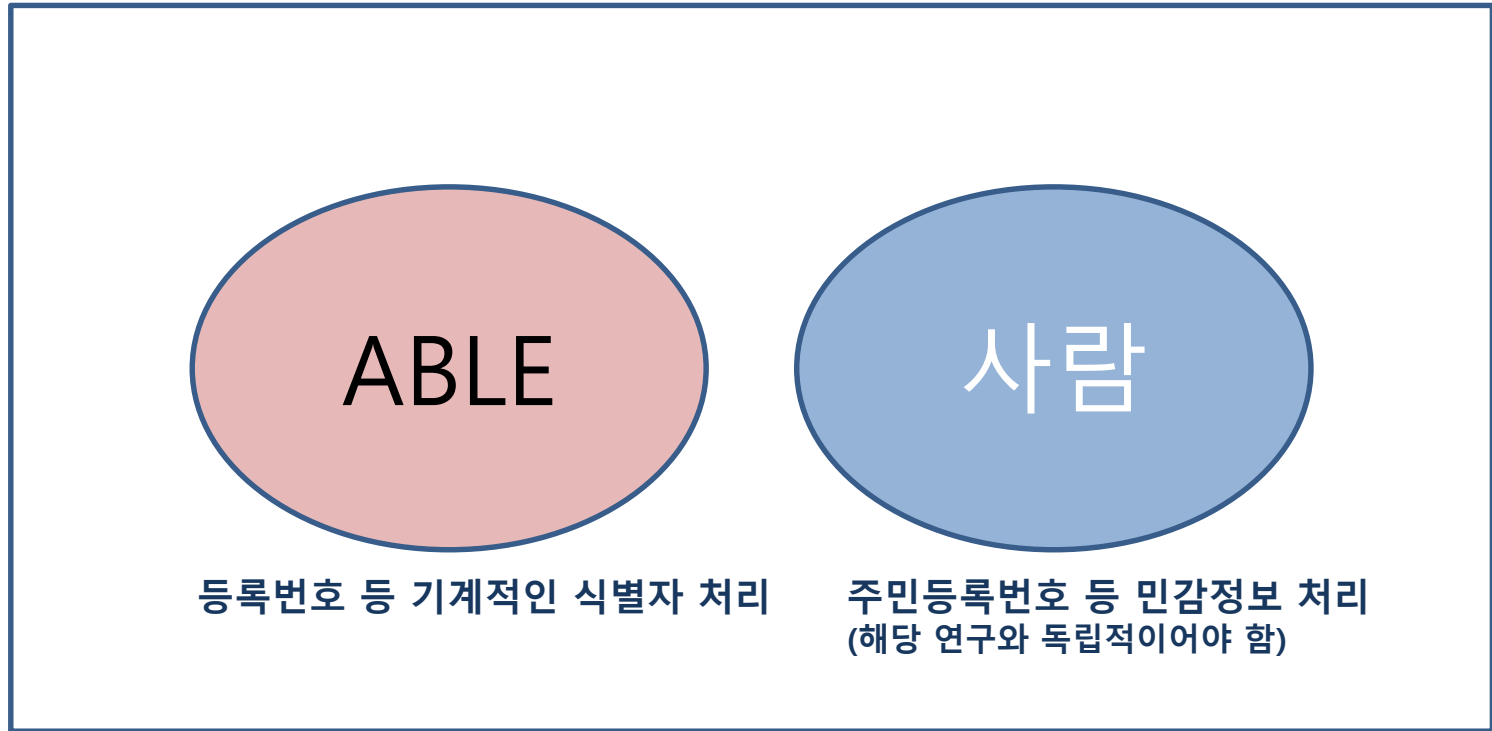 ABLE
사람
등록번호 등 기계적인 식별자 처리
주민등록번호 등 민감정보 처리
(해당 연구와 독립적이어야 함)